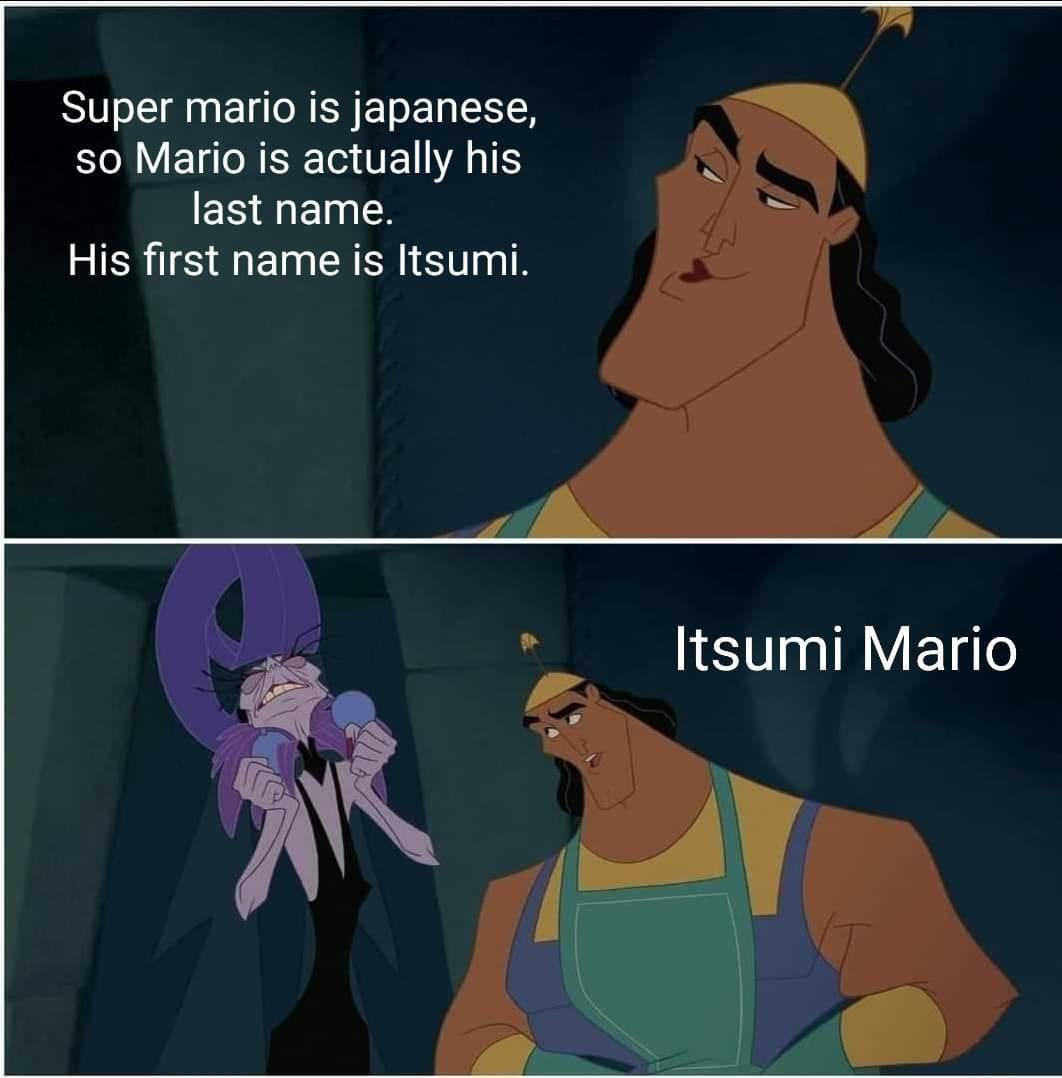 Super mario is japanese,
so Mario is actually his
last name.
His first name is Itsumi.
Itsumi Mario